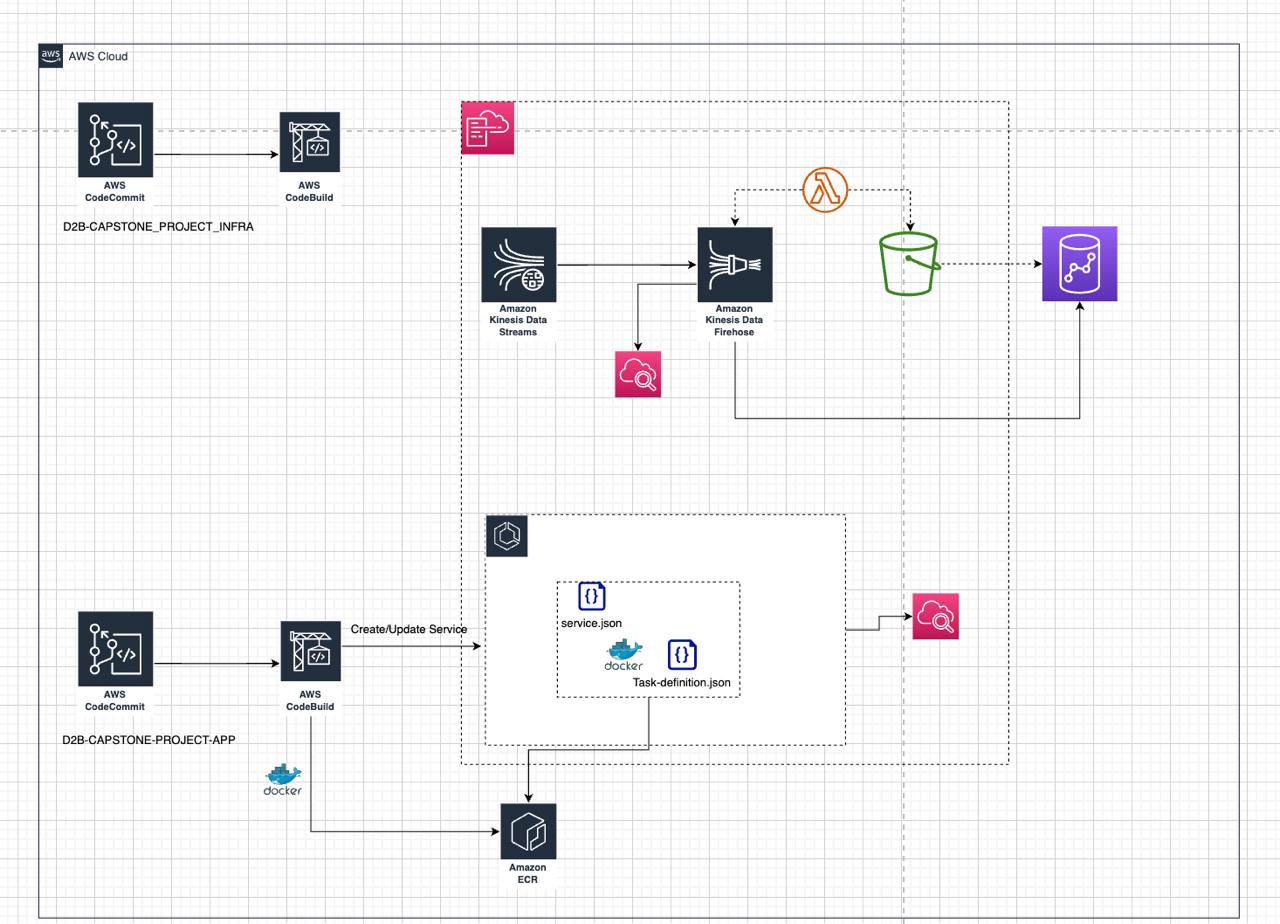 aws
AWS Cloud
AWS
CodeCommit
AWS
CodeBuild
D2B-CAPSTONE_PROJECT_INFRA
Amazon
Kinesis Data
Streams
Amazon
Kinesis Data
Firehose
service.json
docker
Task-definition.json
Create/Update Service
AWS
CodeCommit
AWS
CodeBuild
D2B-CAPSTONE-PROJECT-APP
docker
Amazon
ECR